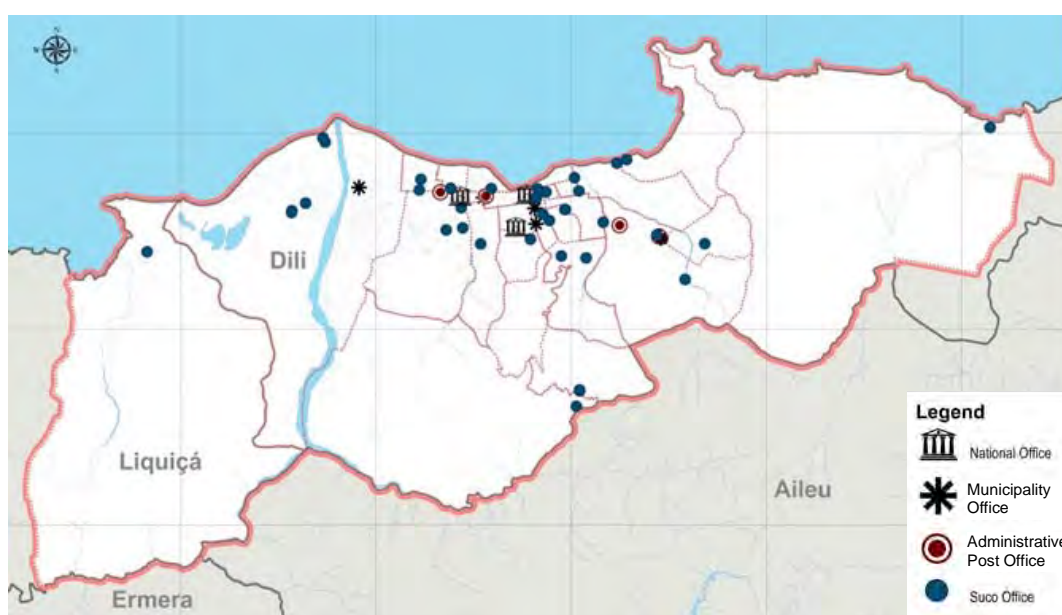 N
W
E
S
Dili
Liquiçá
Aileu
Ermera
Legend
National Office
Municipality
Office
Administrative
Post Office
Suco Office